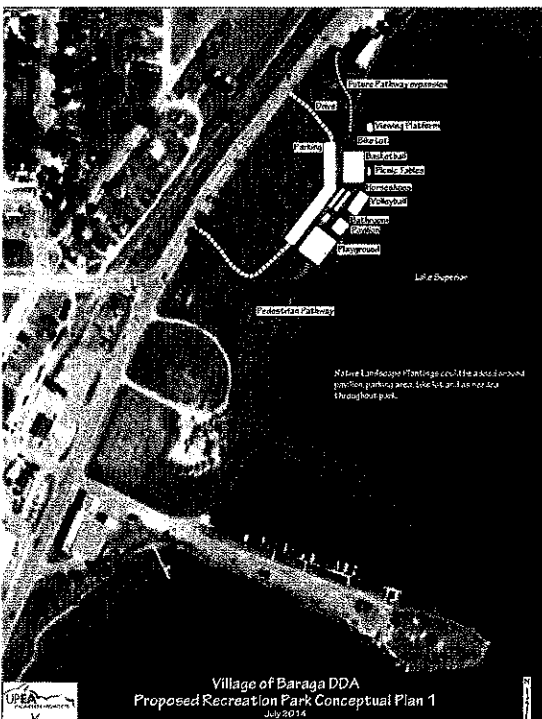 Future Pathway expansion
Drive
Viewing Platform
Bike Lot
Parking
Basketball
Picnic Tables
Horseshoes
Volleyball
Bathroom
Pavilion
Playground
Lake Superior
Pedestrian Pathway
Native Landscape Plantings could be added around
pavilion, parking area, bike lot and as needed
throughout park.
Village of Baraga DDA
Proposed Recreation Park Conceptual Plan 1
July 2014
UPEA
N